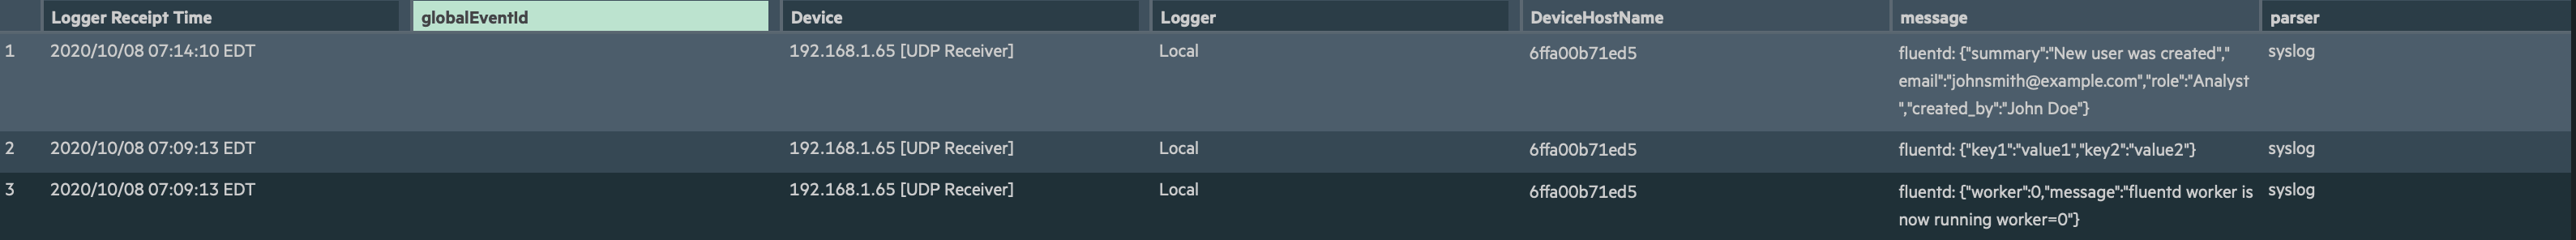 Logger Receipt Time globalEventId Device Logger DeviceHostName message parser
1 2020/10/08 07:14:10 EDT 192.168.1.65 [UDP Receiver] Local 6ffa00b71ed5 fluentd: {"summary":"New user was created"," syslog
email":"johnsmith@example.com","role":"Analyst
","created_by":"John Doe"}
2 2020/10/08 07:09:13 EDT 192.168.1.65 [UDP Receiver] Local 6ffa00b71ed5 fluentd: {"key1":"value1","key2":"value2"} syslog
3 2020/10/08 07:09:13 EDT 192.168.1.65 [UDP Receiver] Local 6ffa00b71ed5 fluentd: {"worker":0,"message":"fluentd worker is syslog
now running worker=0"}